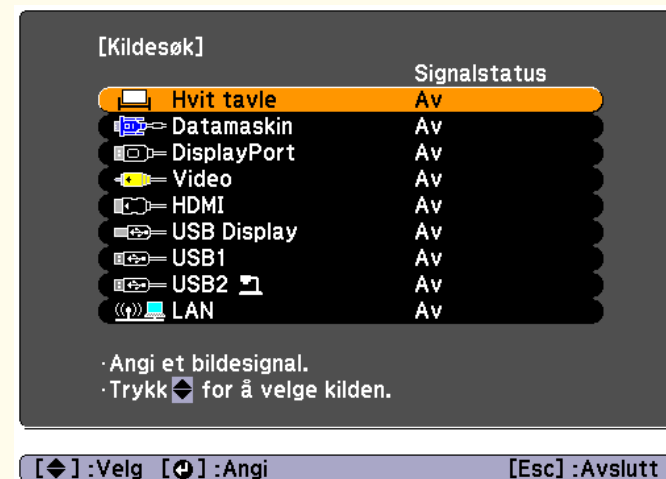 [Kildesøk]
Signalstatus
Hvit tavle Av
Datamaskin Av
DisplayPort Av
Video Av
HDMI Av
USB Display Av
USB1 Av
USB2 Av
LAN Av
·Angi et bildesignal.
·Trykk for å velge kilden.
[ ] :Velg [ ] :Angi [Esc] :Avslutt